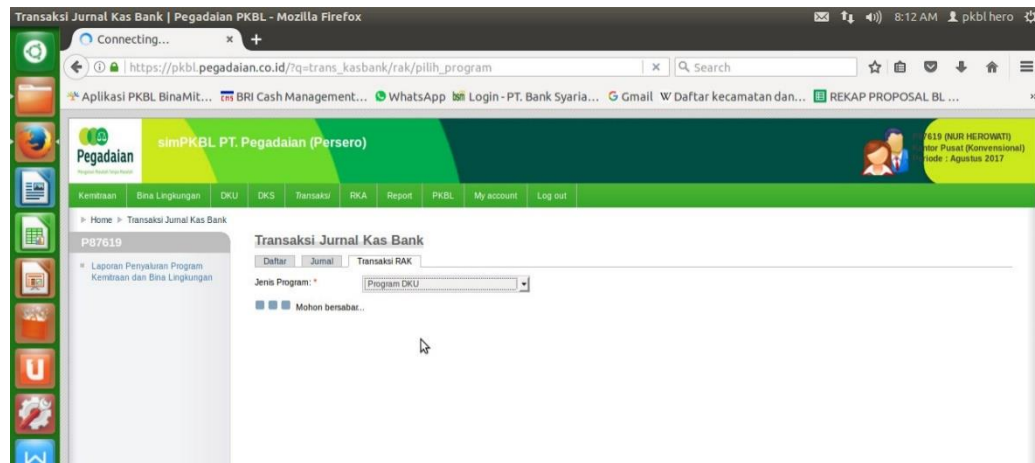 Transaksi Jurnal Kas Bank | Pegadaian PKBL - Mozilla Firefox
8:12 AM pkbl hero
Connecting...
https://pkbl.pegadaian.co.id/?q=trans_kasbank/rak/pilih_program
Search
Aplikasi PKBL BinaMit... BRI Cash Management... WhatsApp Login - PT. Bank Syaria... Gmail Daftar kecamatan dan... REKAP PROPOSAL BL ...
Pegadaian
simPKBL PT. Pegadaian (Persero)
7619 (NUR HEROWATI)
ntor Pusat (Konvensional)
riode : Agustus 2017
Kemitraan Bina Lingkungan DKU DKS Transaksi RKA Report PKBL My account Log out
Home Transaksi Jurnal Kas Bank
P87619
Laporan Penyaluran Program
Kemitraan dan Bina Lingkungan
Transaksi Jurnal Kas Bank
Daftar Jurnal Transaksi RAK
Jenis Program: * Program DKU
Mohon bersabar...